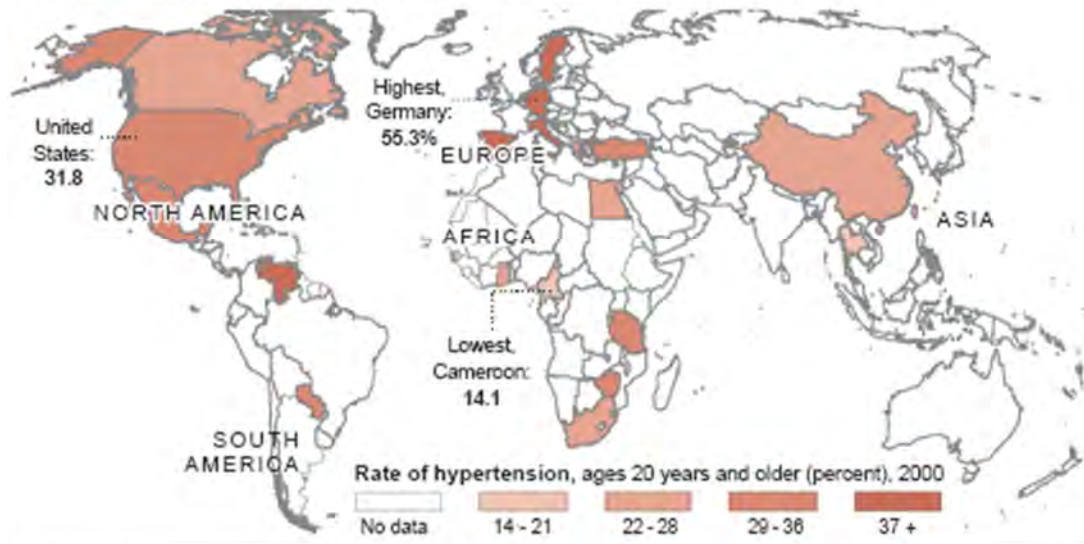 Highest,
Germany:
55.3%
United
States:
31.8
EUROPE
NORTH AMERICA
AFRICA
ASIA
Lowest,
Cameroon:
14.1
SOUTH
AMERICA
Rate of hypertension, ages 20 years and older (percent), 2000
No data 14 - 21 22 - 28 29 - 36 37 +